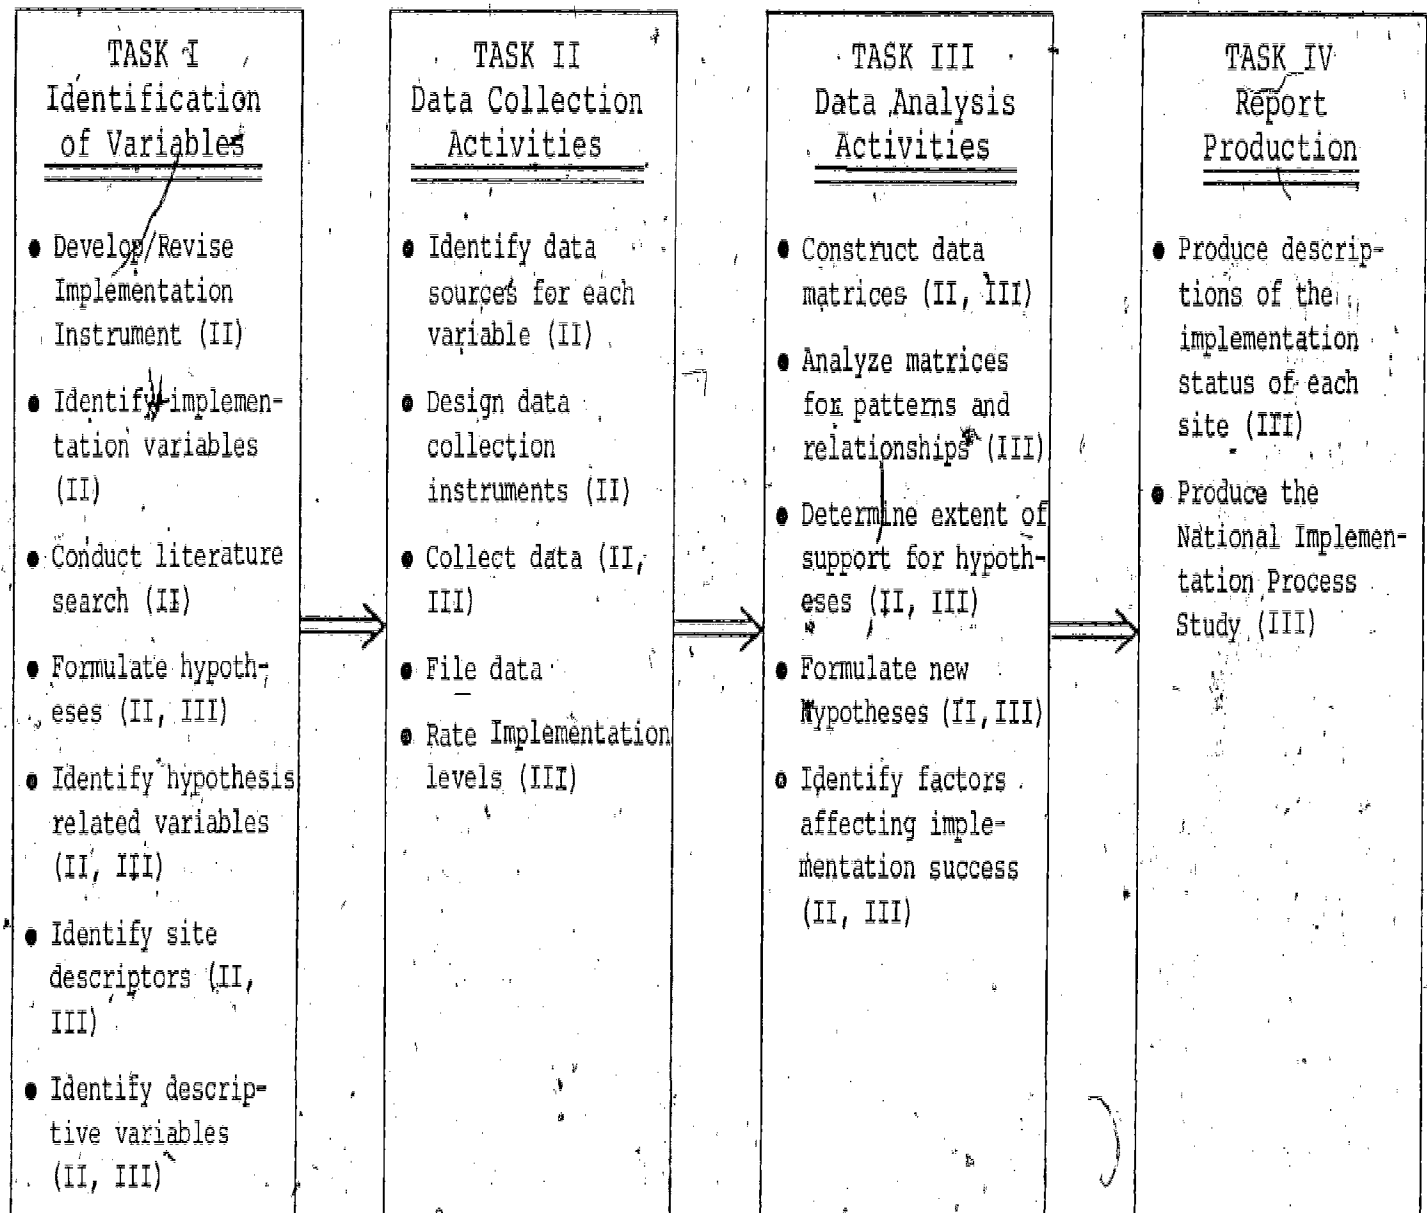 TASK I
Identification
of Variables
● Develop/Revise
Implementation
Instrument (II)
● Identify implemen-
tation variables
(II)
● Conduct literature
search (II)
● Formulate hypoth-
eses (II, III)
● Identify hypothesis
related variables
(II, III)
● Identify site
descriptors (II,
III)
● Identify descrip-
tive variables
(II, III)
TASK II
Data Collection
Activities
● Identify data
sources for each
variable (II)
● Design data
collection
instruments (II)
● Collect data (II,
III)
● File data
● Rate Implementation
levels (III)
TASK III
Data Analysis
Activities
● Construct data
matrices (II, III)
● Analyze matrices
for patterns and
relationships (III)
● Determine extent of
support for hypoth-
eses (II, III)
● Formulate new
Hypotheses (II, III)
● Identify factors
affecting imple-
mentation success
(II, III)
TASK IV
Report
Production
● Produce descrip-
tions of the
implementation
status of each
site (III)
● Produce the
National Implemen-
tation Process
Study (III)